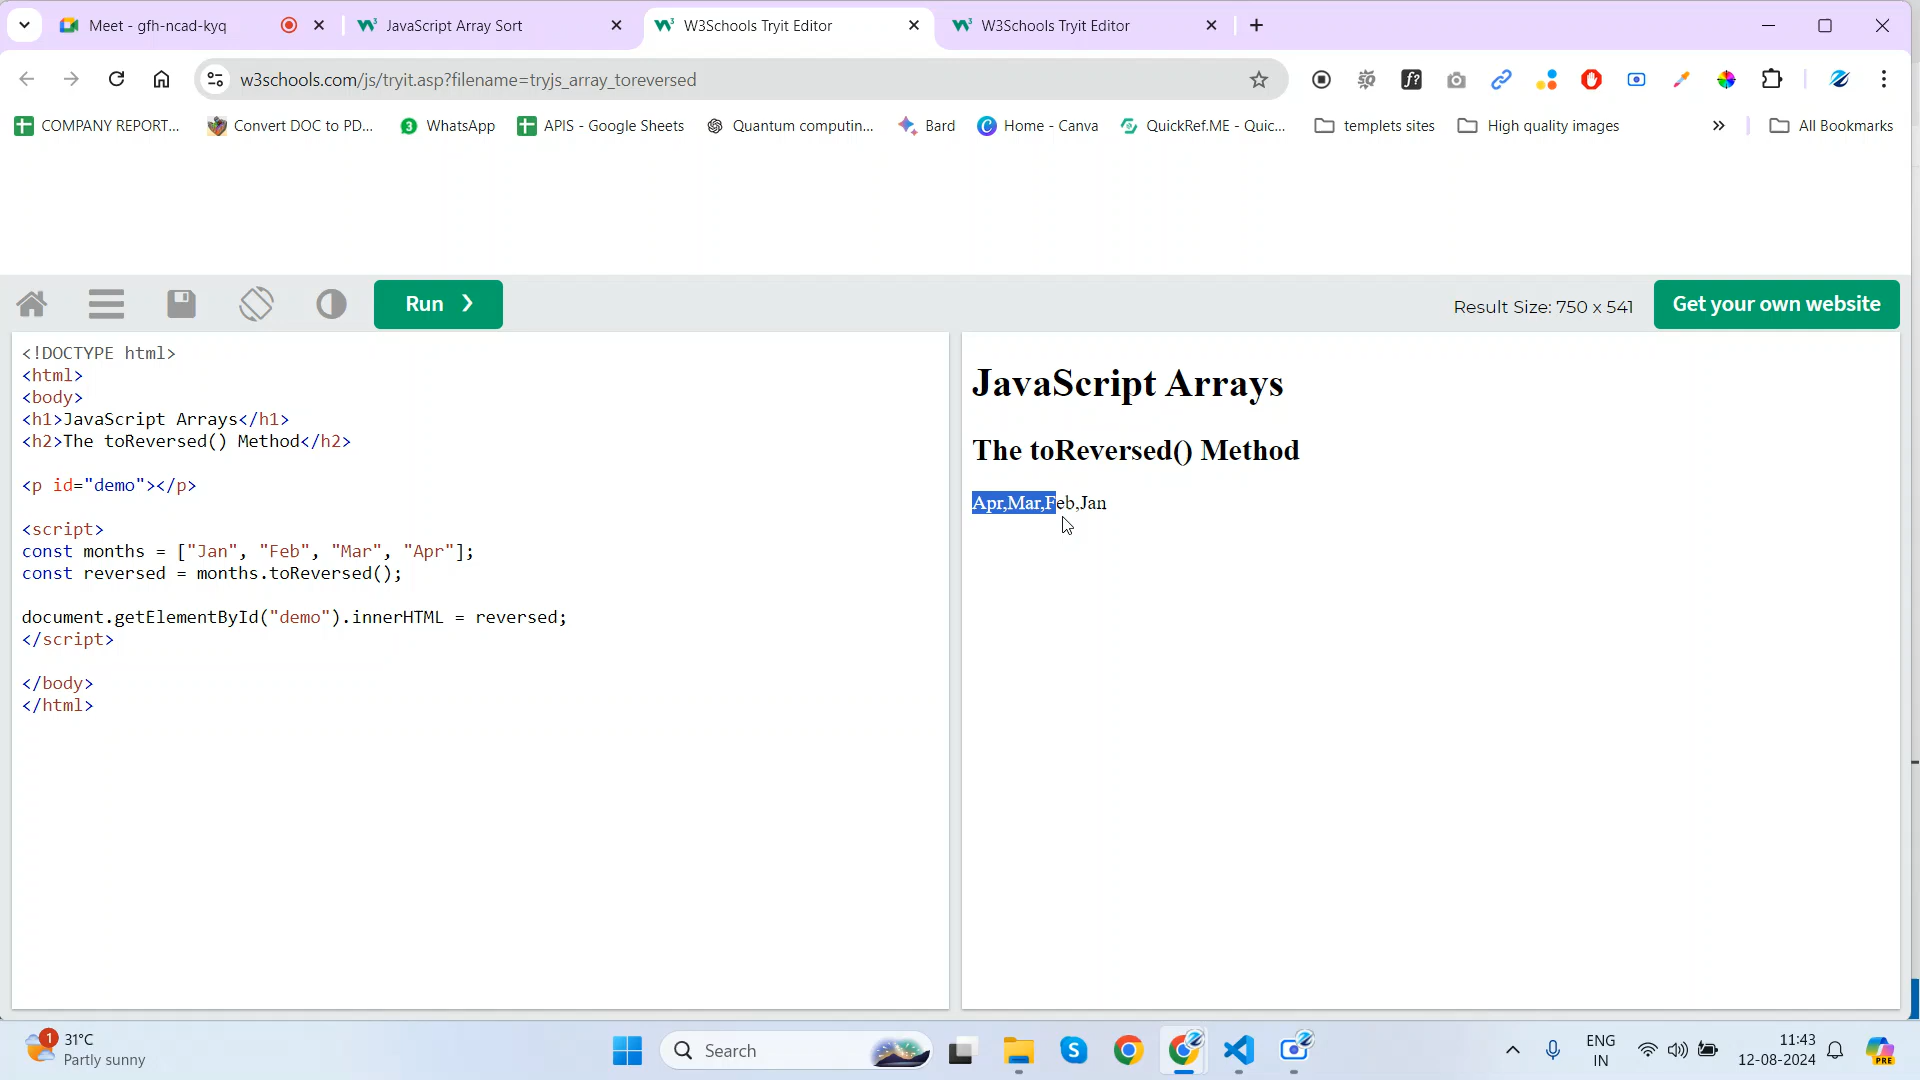 Meet - gfh-ncad-kyq
JavaScript Array Sort
W3Schools Tryit Editor
W3Schools Tryit Editor
w3schools.com/js/tryit.asp?filename=tryjs_array_toreversed
COMPANY REPORT...
Convert DOC to PD...
3
WhatsApp
APIS - Google Sheets
Quantum computin...
Bard
Home - Canva
QuickRef.ME - Quic...
templets sites
High quality images
All Bookmarks
Run
Result Size: 750 x 541
Get your own website
<!DOCTYPE html>
<html>
<body>
<h1>JavaScript Arrays</h1>
<h2>The toReversed() Method</h2>
<p id="demo"></p>
<script>
const months = ["Jan", "Feb", "Mar", "Apr"];
const reversed = months.toReversed();
document.getElementById("demo").innerHTML = reversed;
</script>
</body>
</html>
JavaScript Arrays
The toReversed() Method
Apr,Mar,Feb,Jan
1
31°C
Partly sunny
Search
ENG
IN
11:43
12-08-2024
PRE